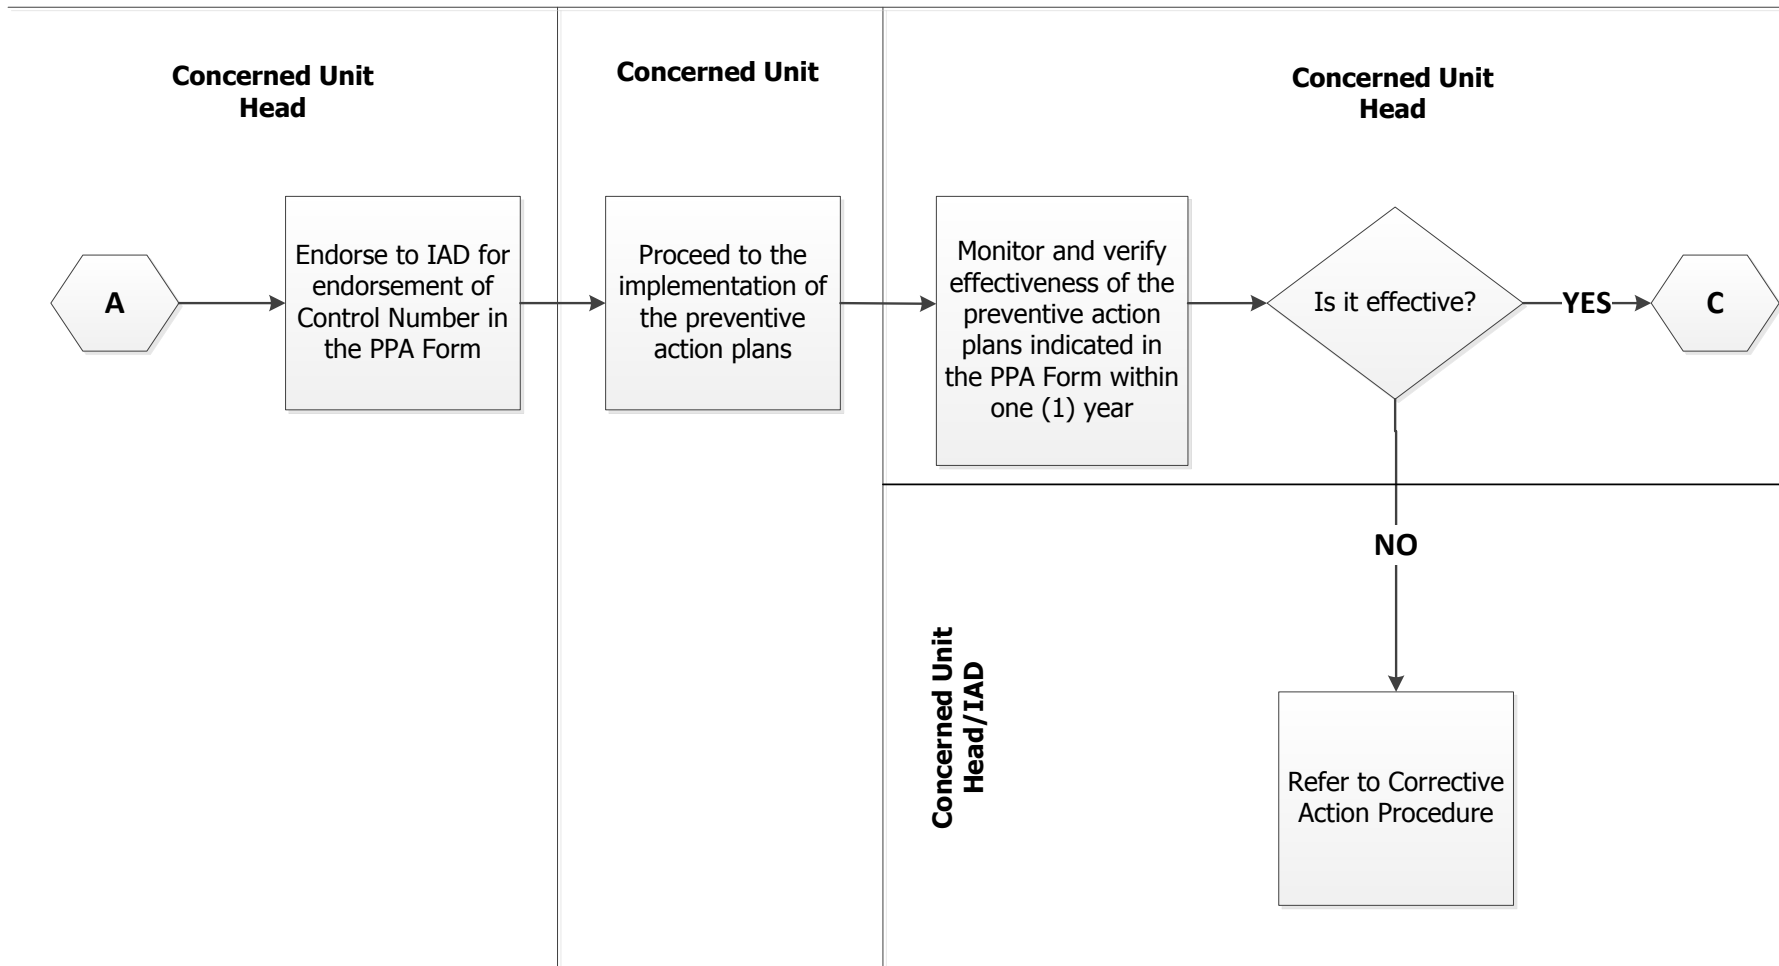 Concerned Unit
Head
Concerned Unit
Concerned Unit
Head
A
Endorse to IAD for
endorsement of
Control Number in
the PPA Form
Proceed to the
implementation of
the preventive
action plans
Monitor and verify
effectiveness of the
preventive action
plans indicated in
the PPA Form within
one (1) year
Is it effective?
YES
C
NO
Concerned Unit
Head/IAD
Refer to Corrective
Action Procedure